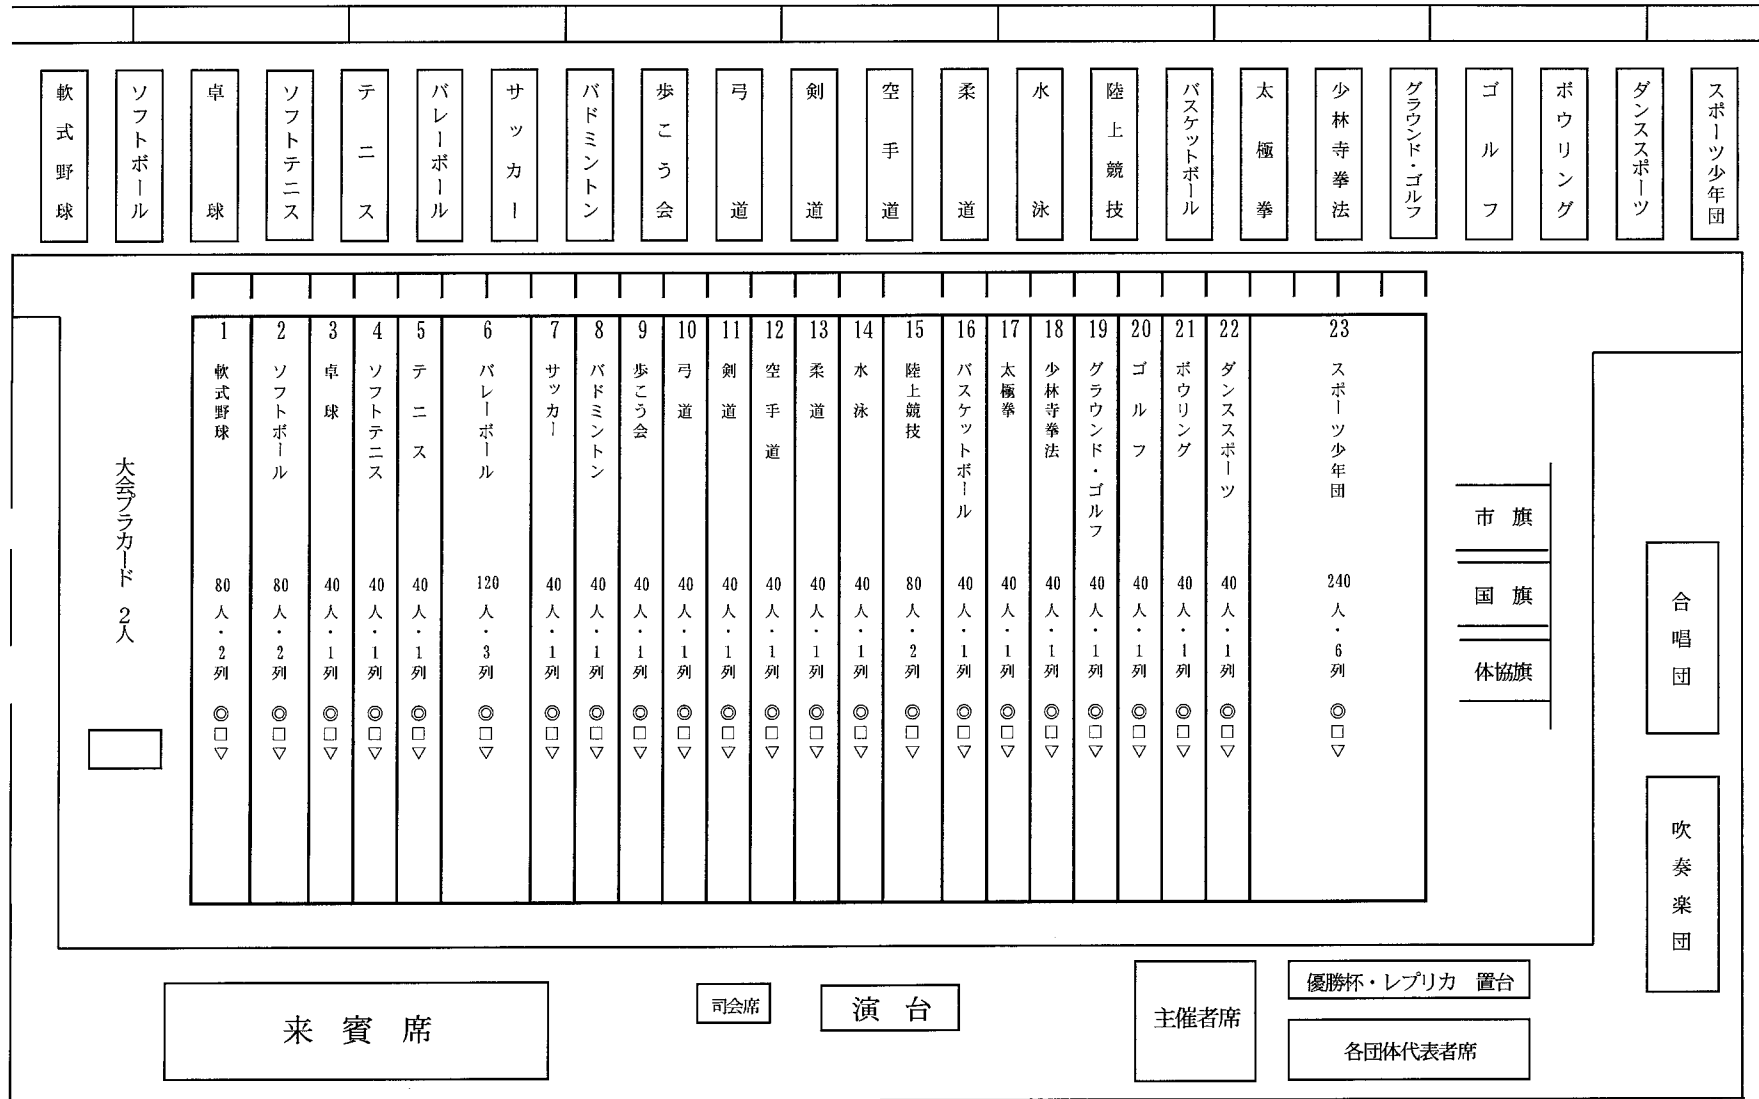 軟式野球
ソフトボール
卓球
ソフトテニス
テニス
バレーボール
サッカー
バドミントン
歩こう会
弓道
剣道
空手道
柔道
水泳
陸上競技
バスケットボール
太極拳
少林寺拳法
グラウンド・ゴルフ
ゴルフ
ボウリング
ダンススポーツ
スポーツ少年団
1 軟式野球 80人・2列 ◎□▽
2 ソフトボール 80人・2列 ◎□▽
3 卓球 40人・1列 ◎□▽
4 ソフトテニス 40人・1列 ◎□▽
5 テニス 40人・1列 ◎□▽
6 バレーボール 120人・3列 ◎□▽
7 サッカー 40人・1列 ◎□▽
8 バドミントン 40人・1列 ◎□▽
9 歩こう会 40人・1列 ◎□▽
10 弓道 40人・1列 ◎□▽
11 剣道 40人・1列 ◎□▽
12 空手道 40人・1列 ◎□▽
13 柔道 40人・1列 ◎□▽
14 水泳 40人・1列 ◎□▽
15 陸上競技 80人・2列 ◎□▽
16 バスケットボール 40人・1列 ◎□▽
17 太極拳 40人・1列 ◎□▽
18 少林寺拳法 40人・1列 ◎□▽
19 グラウンド・ゴルフ 40人・1列 ◎□▽
20 ゴルフ 40人・1列 ◎□▽
21 ボウリング 40人・1列 ◎□▽
22 ダンススポーツ 40人・1列 ◎□▽
23 スポーツ少年団 240人・6列 ◎□▽
大会プラカード 2人
市旗
国旗
体協旗
合唱団
吹奏楽団
来賓席
司会席
演台
主催者席
優勝杯・レプリカ 置台
各団体代表者席